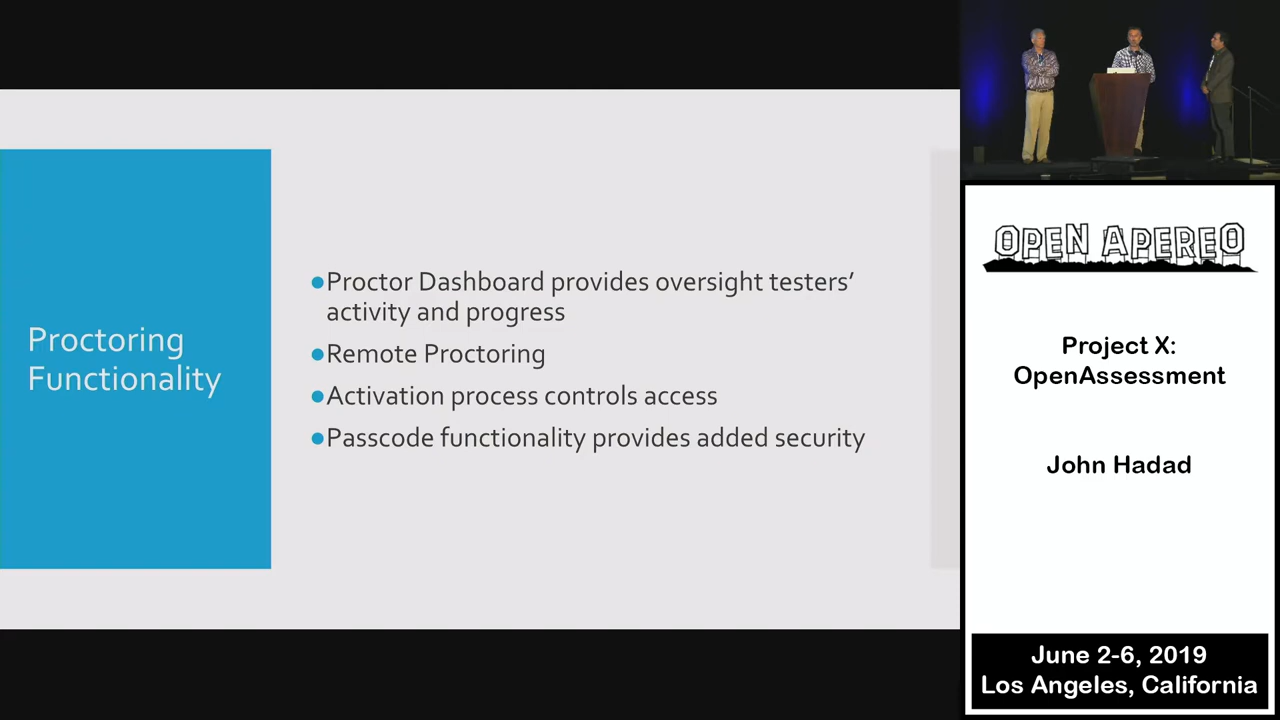 Proctoring
Functionality
●Proctor Dashboard provides oversight testers’
activity and progress
●Remote Proctoring
●Activation process controls access
●Passcode functionality provides added security
OPEN APEREO
Project X:
OpenAssessment
John Hadad
June 2-6, 2019
Los Angeles, California